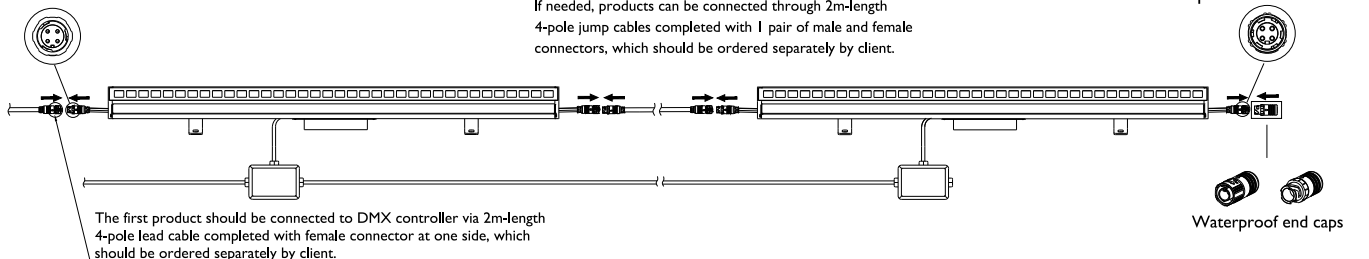 If needed, products can be connected through 2m-length
4-pole jump cables completed with 1 pair of male and female
connectors, which should be ordered separately by client.
The first product should be connected to DMX controller via 2m-length
4-pole lead cable completed with female connector at one side, which
should be ordered separately by client.
Waterproof end caps